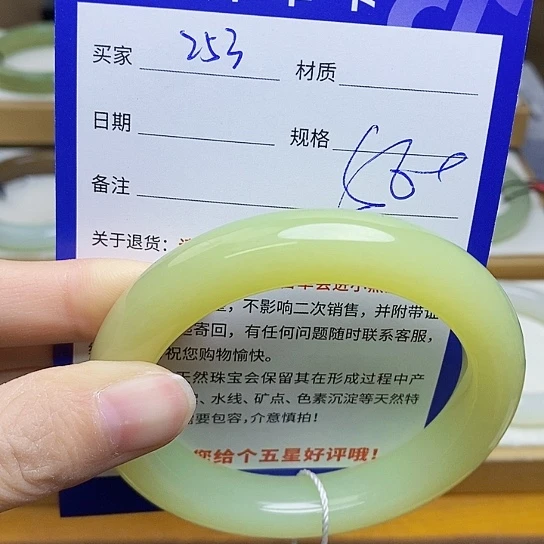 买家 253 材质
日期 规格 56
备注
关于退货：
不影响二次销售，并附带证
寄回，有任何问题随时联系客服，
祝您购物愉快。
天然珠宝会保留其在形成过程中产
、水线、矿点、色素沉淀等天然特
需要包容，介意慎拍！
您给个五星好评哦！